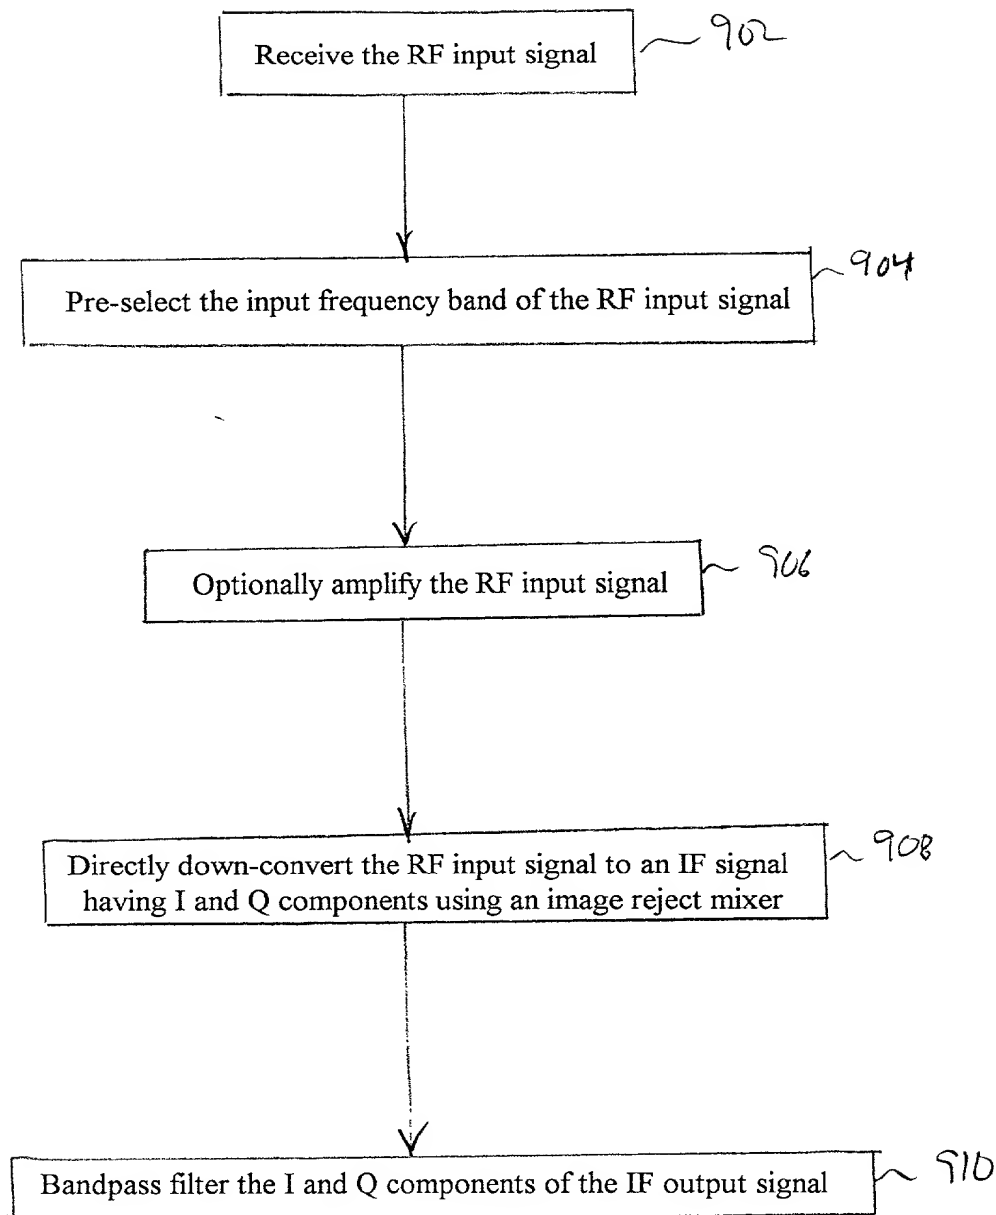 Receive the RF input signal
902
Pre-select the input frequency band of the RF input signal
904
Optionally amplify the RF input signal
906
Directly down-convert the RF input signal to an IF signal
having I and Q components using an image reject mixer
908
Bandpass filter the I and Q components of the IF output signal
910